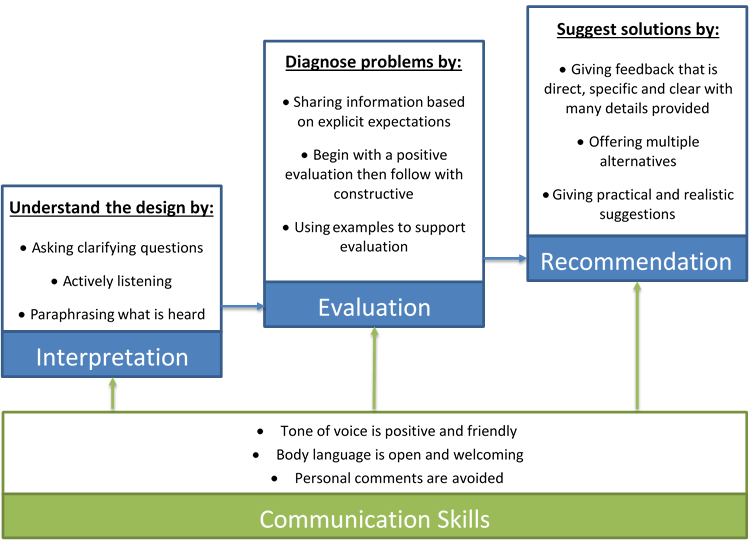 Understand the design by:
• Asking clarifying questions
• Actively listening
• Paraphrasing what is heard
Interpretation
Diagnose problems by:
• Sharing information based
on explicit expectations
• Begin with a positive
evaluation then follow with
constructive
• Using examples to support
evaluation
Evaluation
Suggest solutions by:
• Giving feedback that is
direct, specific and clear with
many details provided
• Offering multiple
alternatives
• Giving practical and realistic
suggestions
Recommendation
• Tone of voice is positive and friendly
• Body language is open and welcoming
• Personal comments are avoided
Communication Skills